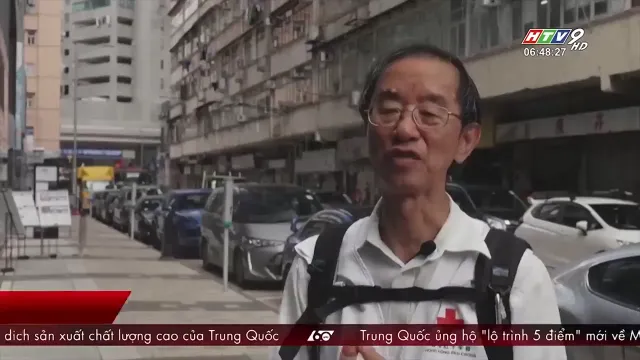 HTV9 HD
06:48:27
dịch sản xuất chất lượng cao của Trung Quốc
Trung Quốc ủng hộ "lộ trình 5 điểm" mới về M